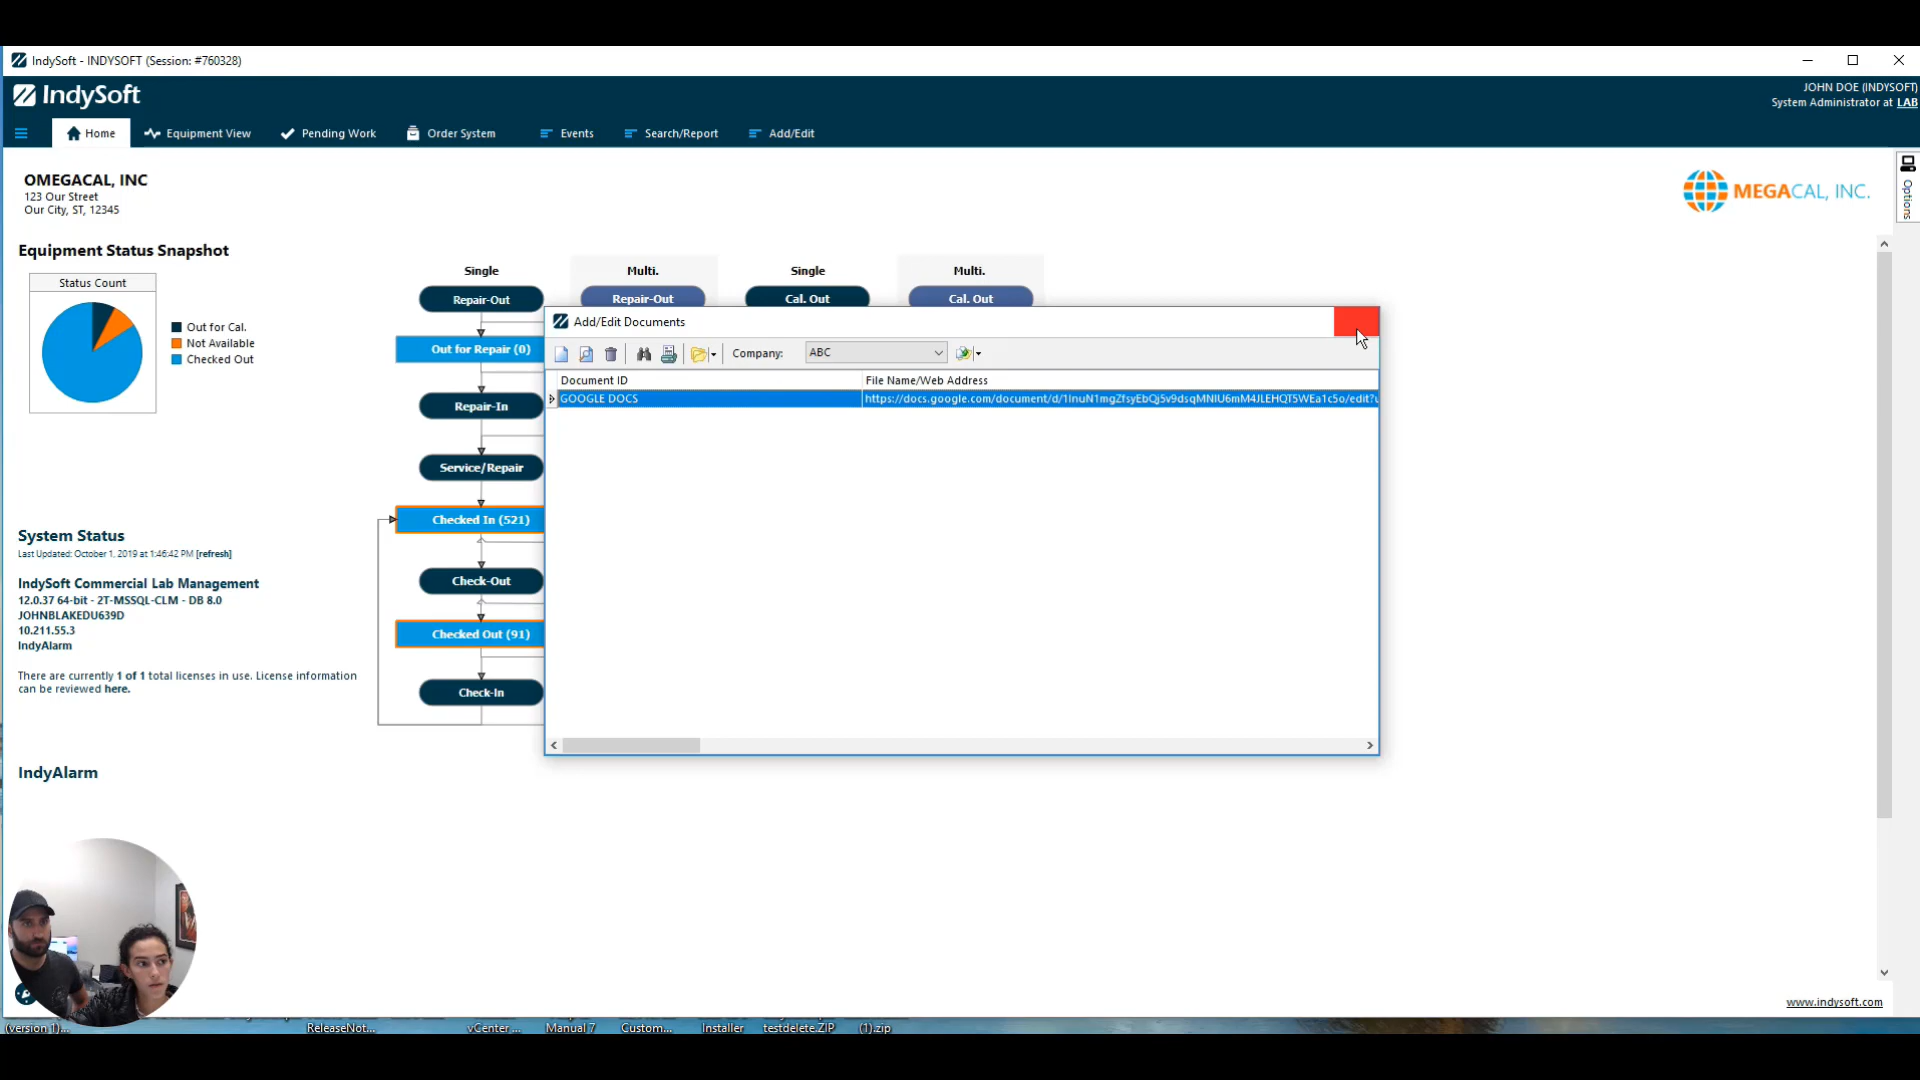 IndySoft - INDYSOFT (Session: #760328)
IndySoft
JOHN DOE (INDYSOFT)
System Administrator at LAB
Home
Equipment View
Pending Work
Order System
Events
Search/Report
Add/Edit
OMEGACAL, INC
123 Our Street
Our City, ST, 12345
MEGACAL, INC.
Options
Equipment Status Snapshot
Status Count
Out for Cal.
Not Available
Checked Out
Single
Multi.
Single
Multi.
Repair-Out
Repair-Out
Cal. Out
Cal. Out
Out for Repair (0)
Repair-In
Service/Repair
Checked In (521)
Check-Out
Checked Out (91)
Check-In
Add/Edit Documents
Company:
ABC
Document ID
File Name/Web Address
GOOGLE DOCS
https://docs.google.com/document/d/1InuN1mgZfsyEbQj5v9dsqMNIU6mM4JLEHQT5WEa1c5o/edit?u
System Status
Last Updated: October 1, 2019 at 1:46:42 PM [refresh]
IndySoft Commercial Lab Management
12.0.37 64-bit - 2T-MSSQL-CLM - DB 8.0
JOHNBLAKEDU639D
10.211.55.3
IndyAlarm
There are currently 1 of 1 total licenses in use. License information
can be reviewed here.
IndyAlarm
www.indysoft.com
(version 1)...
ReleaseNot...
vCenter ...
Manual 7
Custom...
Installer
testdelete.ZIP
(1).zip